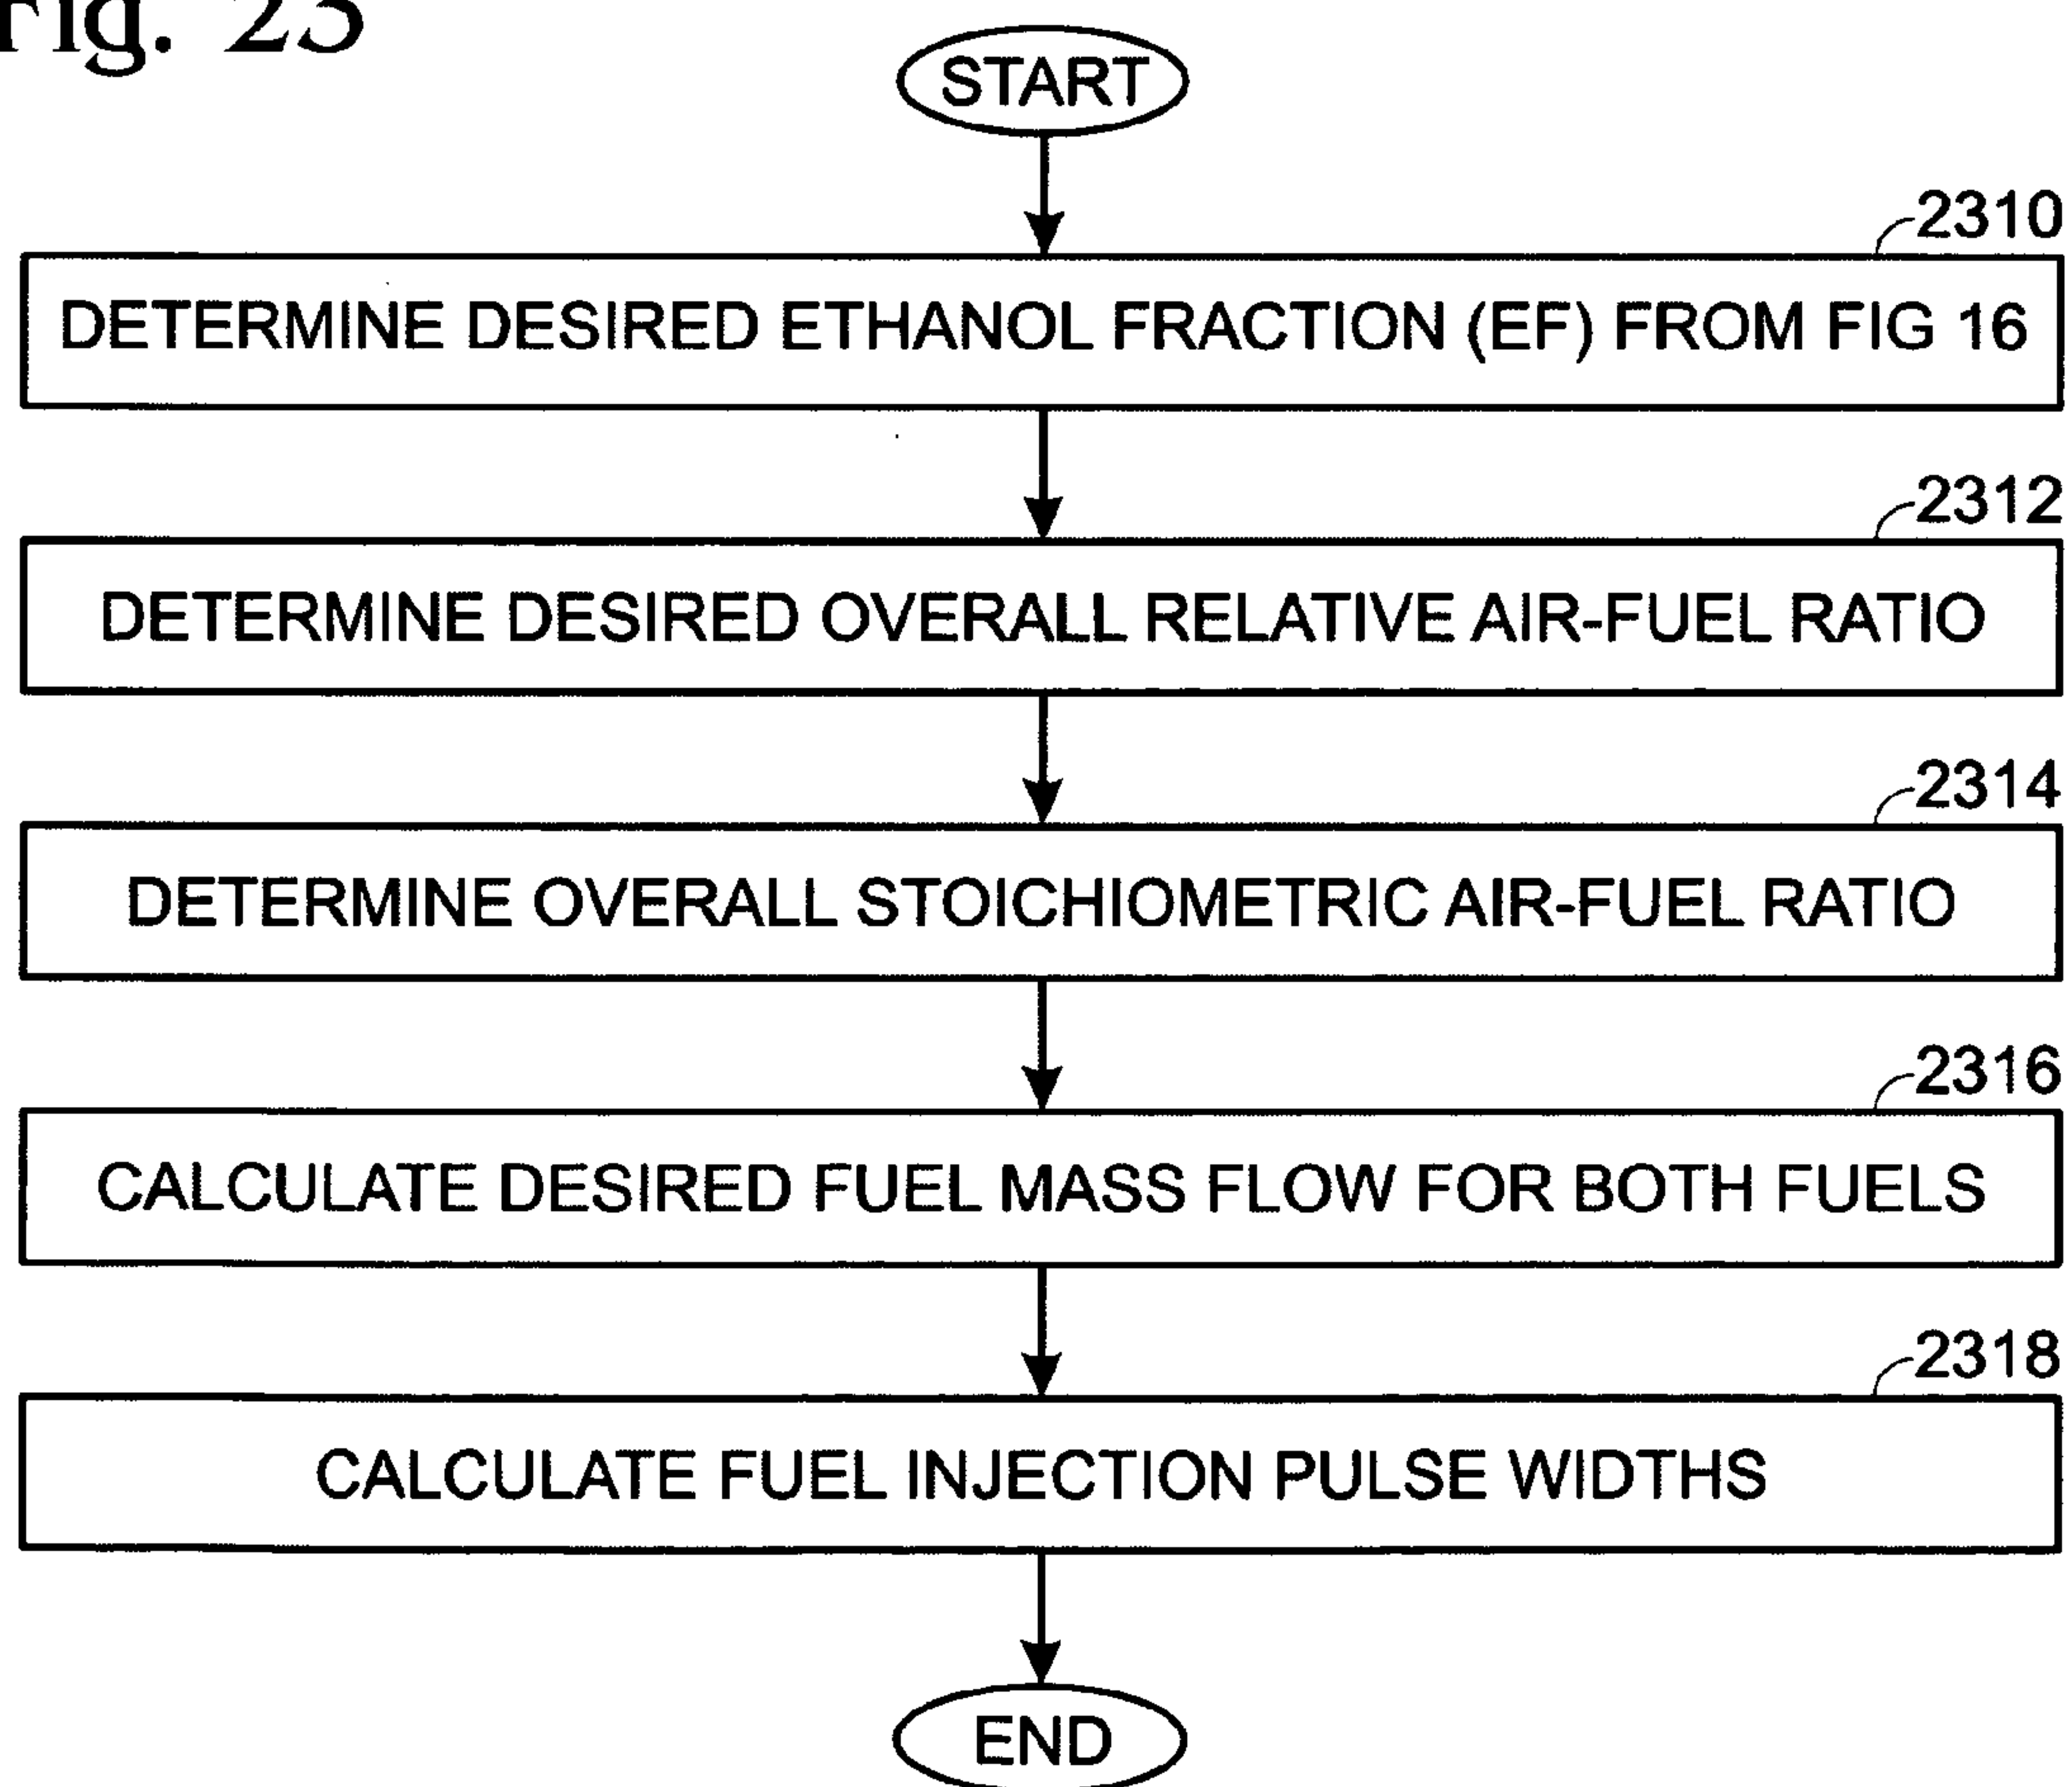 Fig. 23
START
2310
DETERMINE DESIRED ETHANOL FRACTION (EF) FROM FIG 16
2312
DETERMINE DESIRED OVERALL RELATIVE AIR-FUEL RATIO
2314
DETERMINE OVERALL STOICHIOMETRIC AIR-FUEL RATIO
2316
CALCULATE DESIRED FUEL MASS FLOW FOR BOTH FUELS
2318
CALCULATE FUEL INJECTION PULSE WIDTHS
END